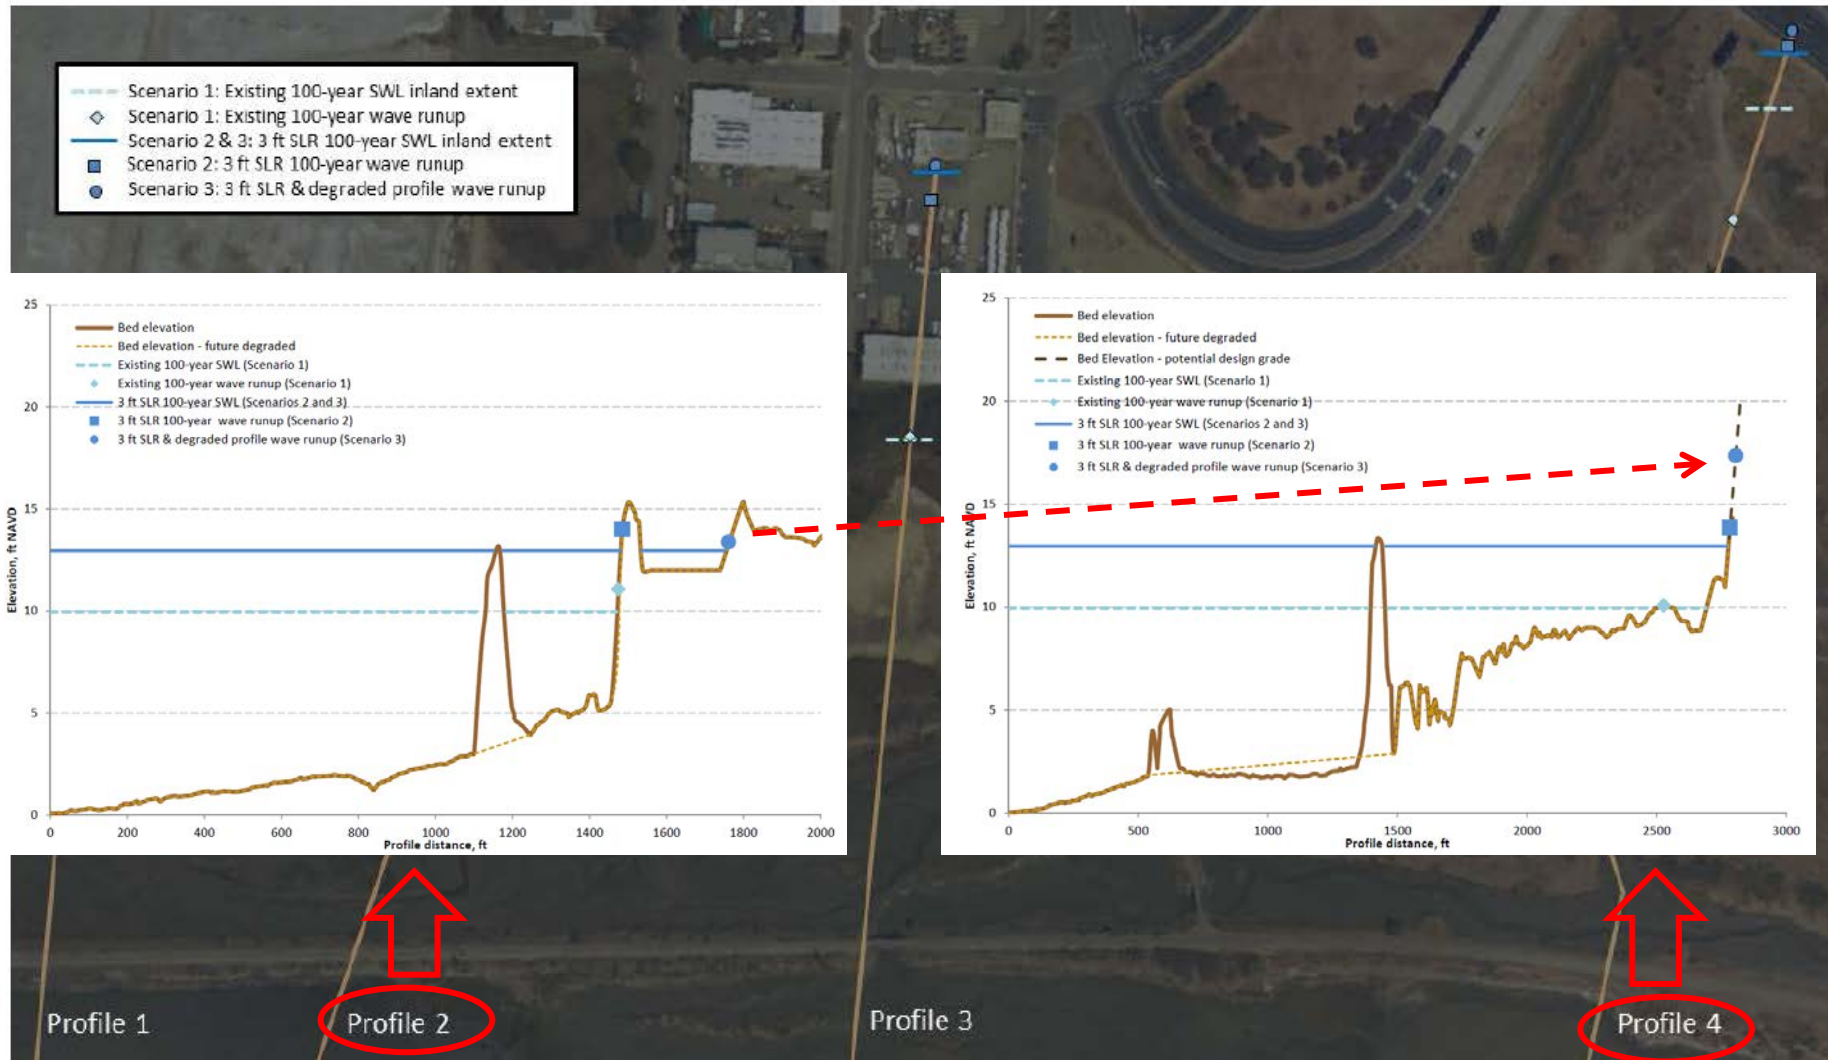 Scenario 1: Existing 100-year SWL inland extent
Scenario 1: Existing 100-year wave runup
Scenario 2 & 3: 3 ft SLR 100-year SWL inland extent
Scenario 2: 3 ft SLR 100-year wave runup
Scenario 3: 3 ft SLR & degraded profile wave runup
25
20
15
10
5
0
Elevation, ft NAVD
Bed elevation
Bed elevation - future degraded
Existing 100-year SWL (Scenario 1)
Existing 100-year wave runup (Scenario 1)
3 ft SLR 100-year SWL (Scenarios 2 and 3)
3 ft SLR 100-year wave runup (Scenario 2)
3 ft SLR & degraded profile wave runup (Scenario 3)
0 200 400 600 800 1000 1200 1400 1600 1800 2000
Profile distance, ft
25
20
15
10
5
0
Elevation, ft NAVD
Bed elevation
Bed elevation - future degraded
Bed Elevation - potential design grade
Existing 100-year SWL (Scenario 1)
Existing 100-year wave runup (Scenario 1)
3 ft SLR 100-year SWL (Scenarios 2 and 3)
3 ft SLR 100-year wave runup (Scenario 2)
3 ft SLR & degraded profile wave runup (Scenario 3)
0 500 1000 1500 2000 2500 3000
Profile distance, ft
Profile 1
Profile 2
Profile 3
Profile 4